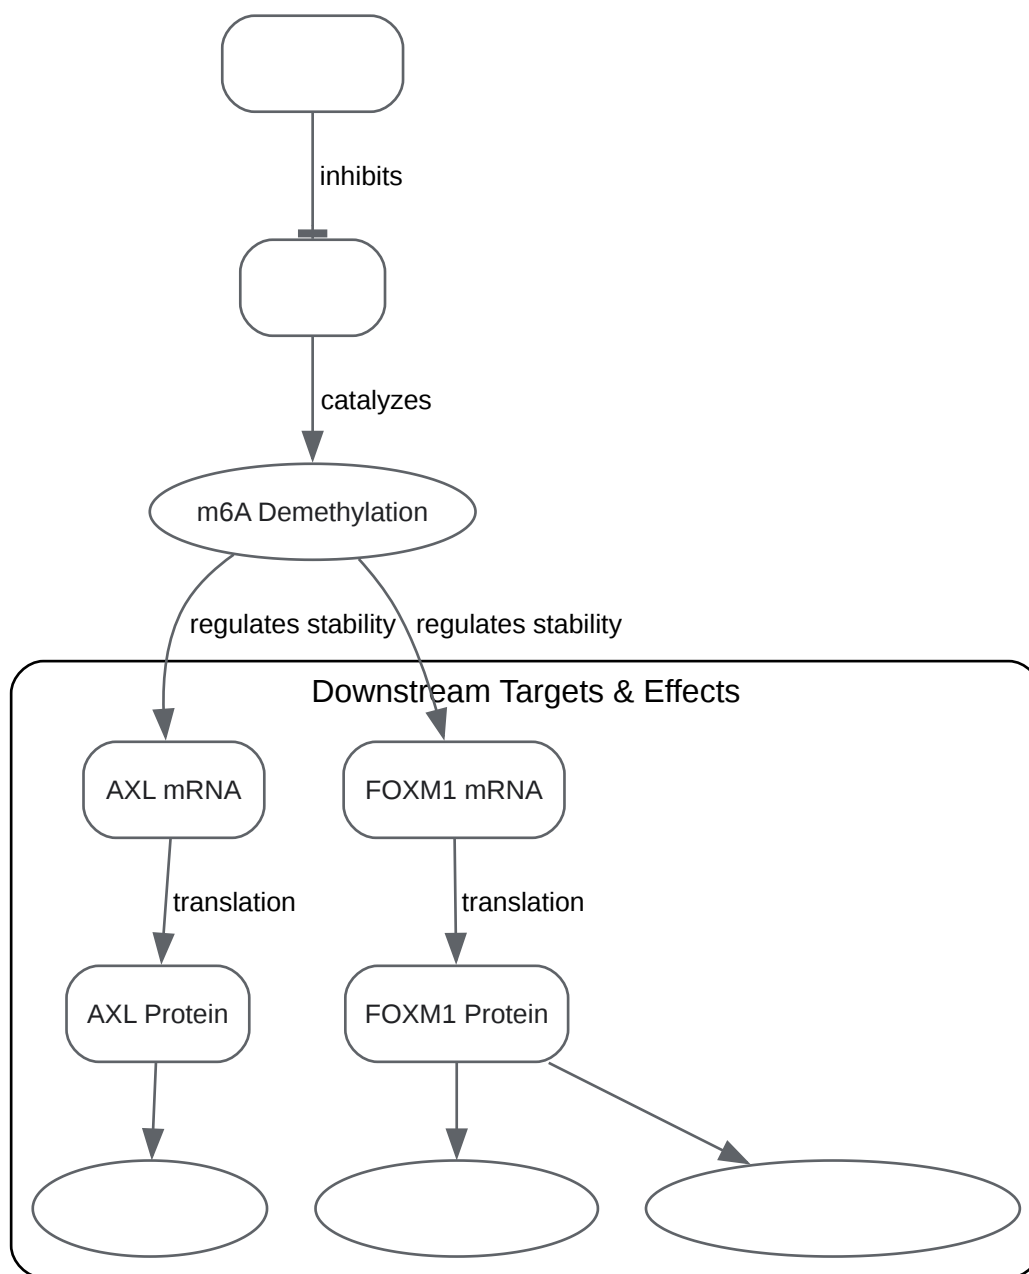 inhibits
catalyzes
m6A Demethylation
regulates stability
regulates stability
Downstream Targets & Effects
AXL mRNA
FOXM1 mRNA
translation
translation
AXL Protein
FOXM1 Protein